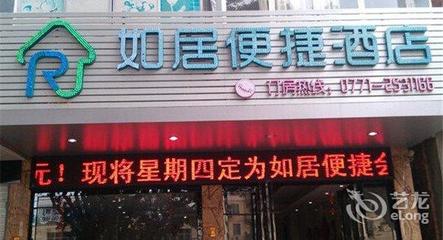 RJ
如居便捷酒店
订房热线：0771-2531166
元！现将星期四定为如居便捷会
艺龙
eLong